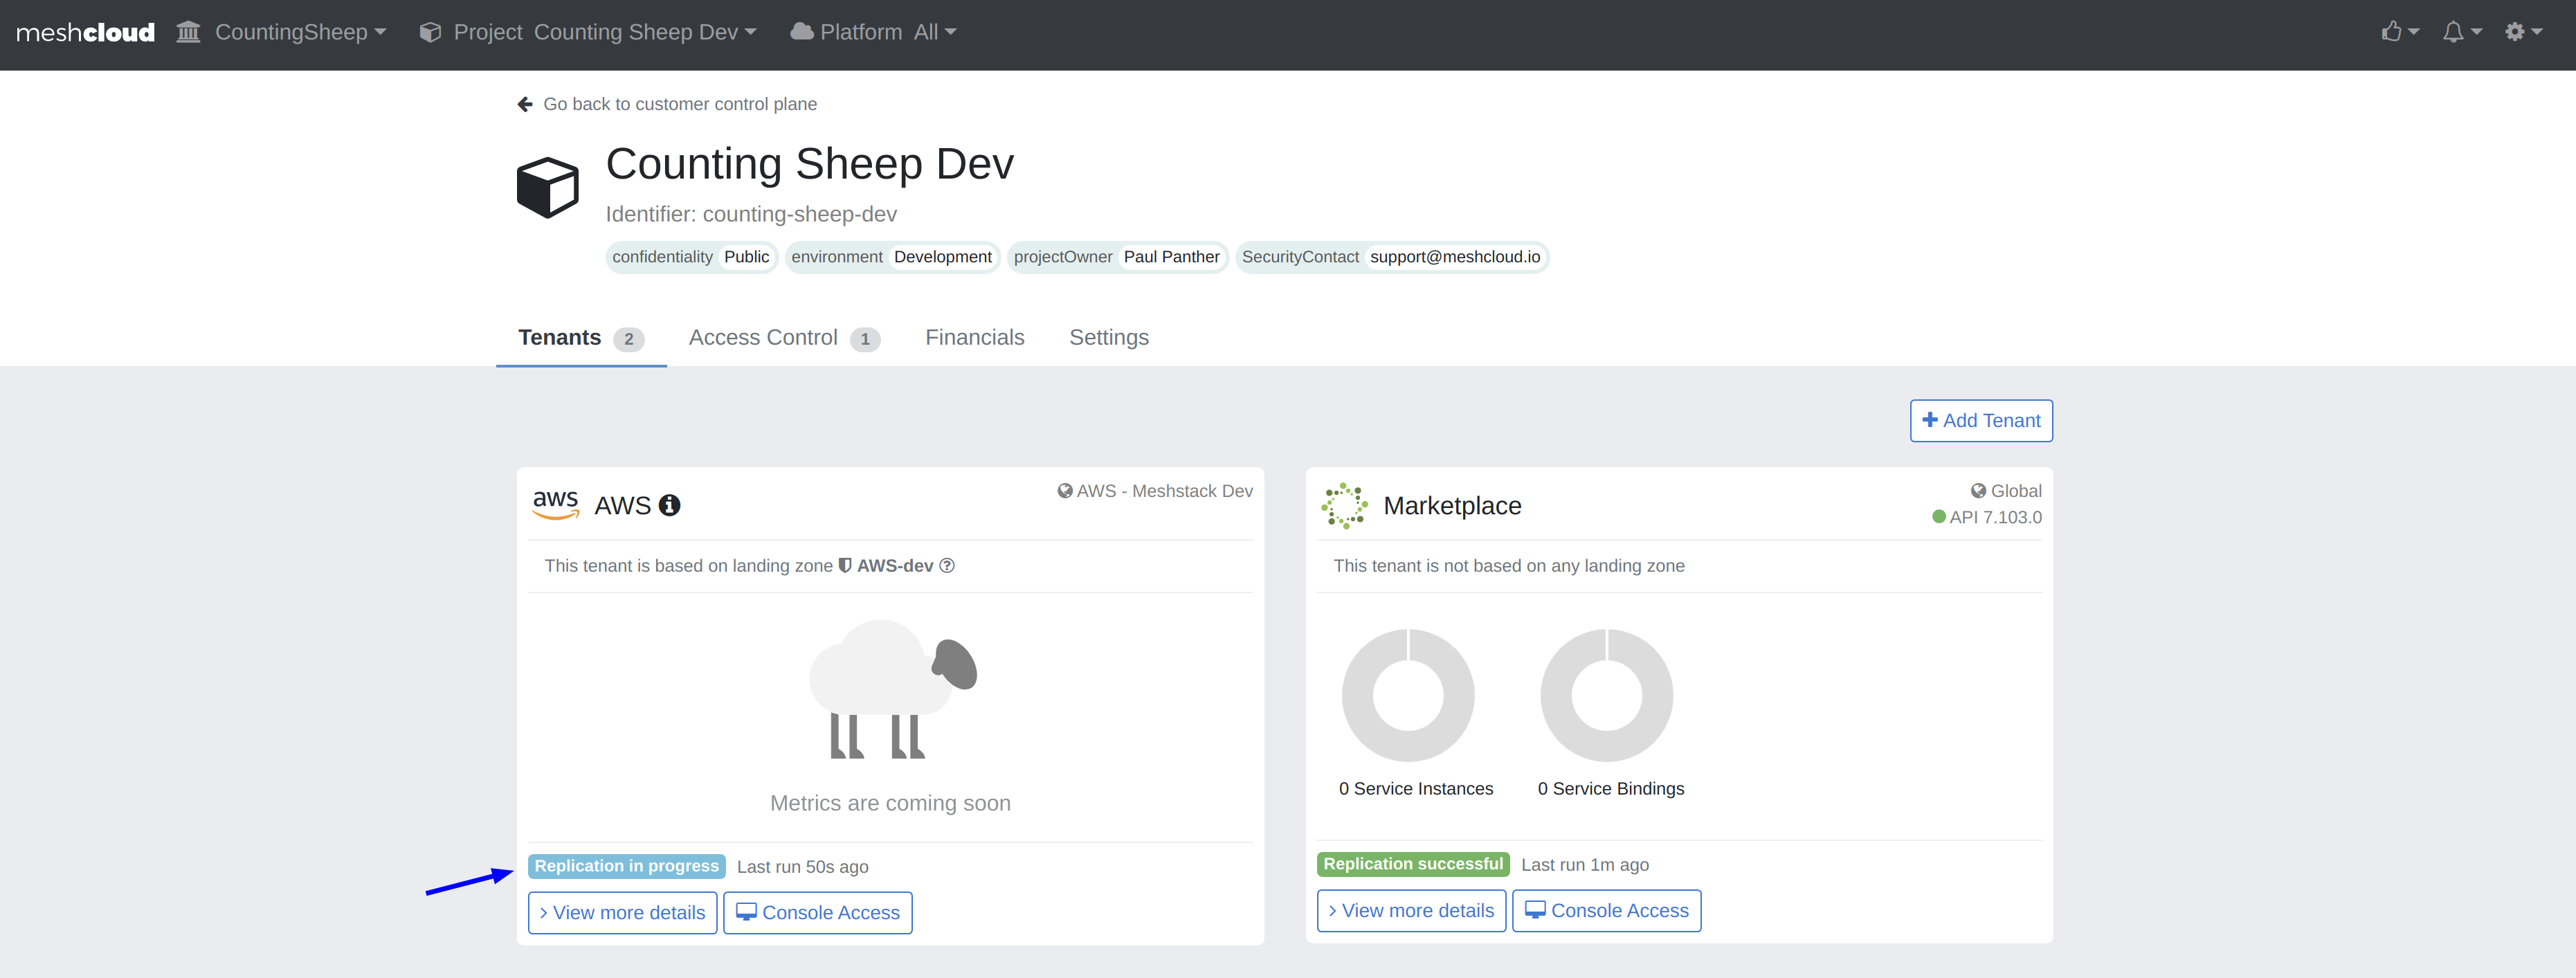 meshcloud CountingSheep Project Counting Sheep Dev Platform All
Go back to customer control plane
Counting Sheep Dev
Identifier: counting-sheep-dev
confidentiality Public environment Development projectOwner Paul Panther SecurityContact support@meshcloud.io
Tenants 2 Access Control 1 Financials Settings
Add Tenant
aws AWS AWS - Meshstack Dev
This tenant is based on landing zone AWS-dev
Metrics are coming soon
Replication in progress Last run 50s ago
View more details Console Access
Marketplace Global
API 7.103.0
This tenant is not based on any landing zone
0 Service Instances 0 Service Bindings
Replication successful Last run 1m ago
View more details Console Access